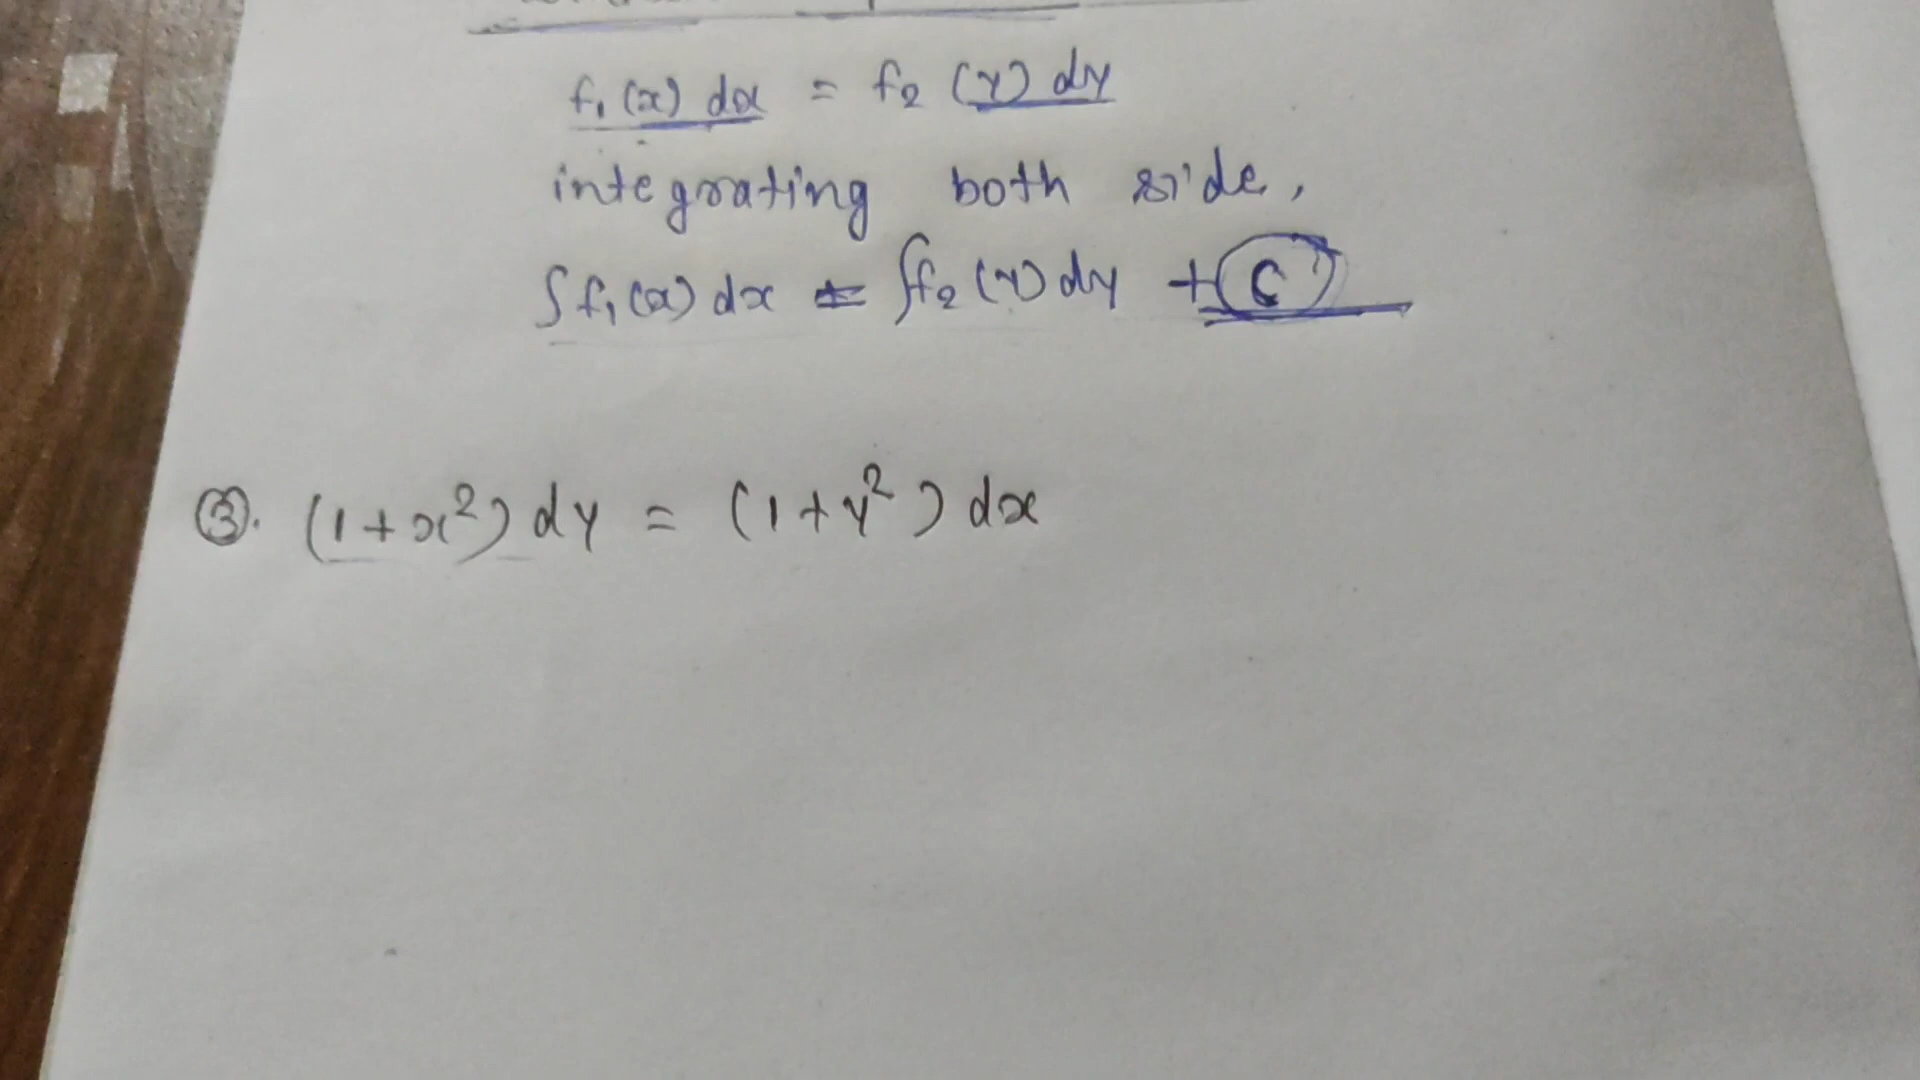 f₁(x) dx = f₂ (y) dy
integrating both side,
∫f₁(x) dx = ∫f₂ (y) dy + C
③. (1+x²) dy = (1+y²) dx